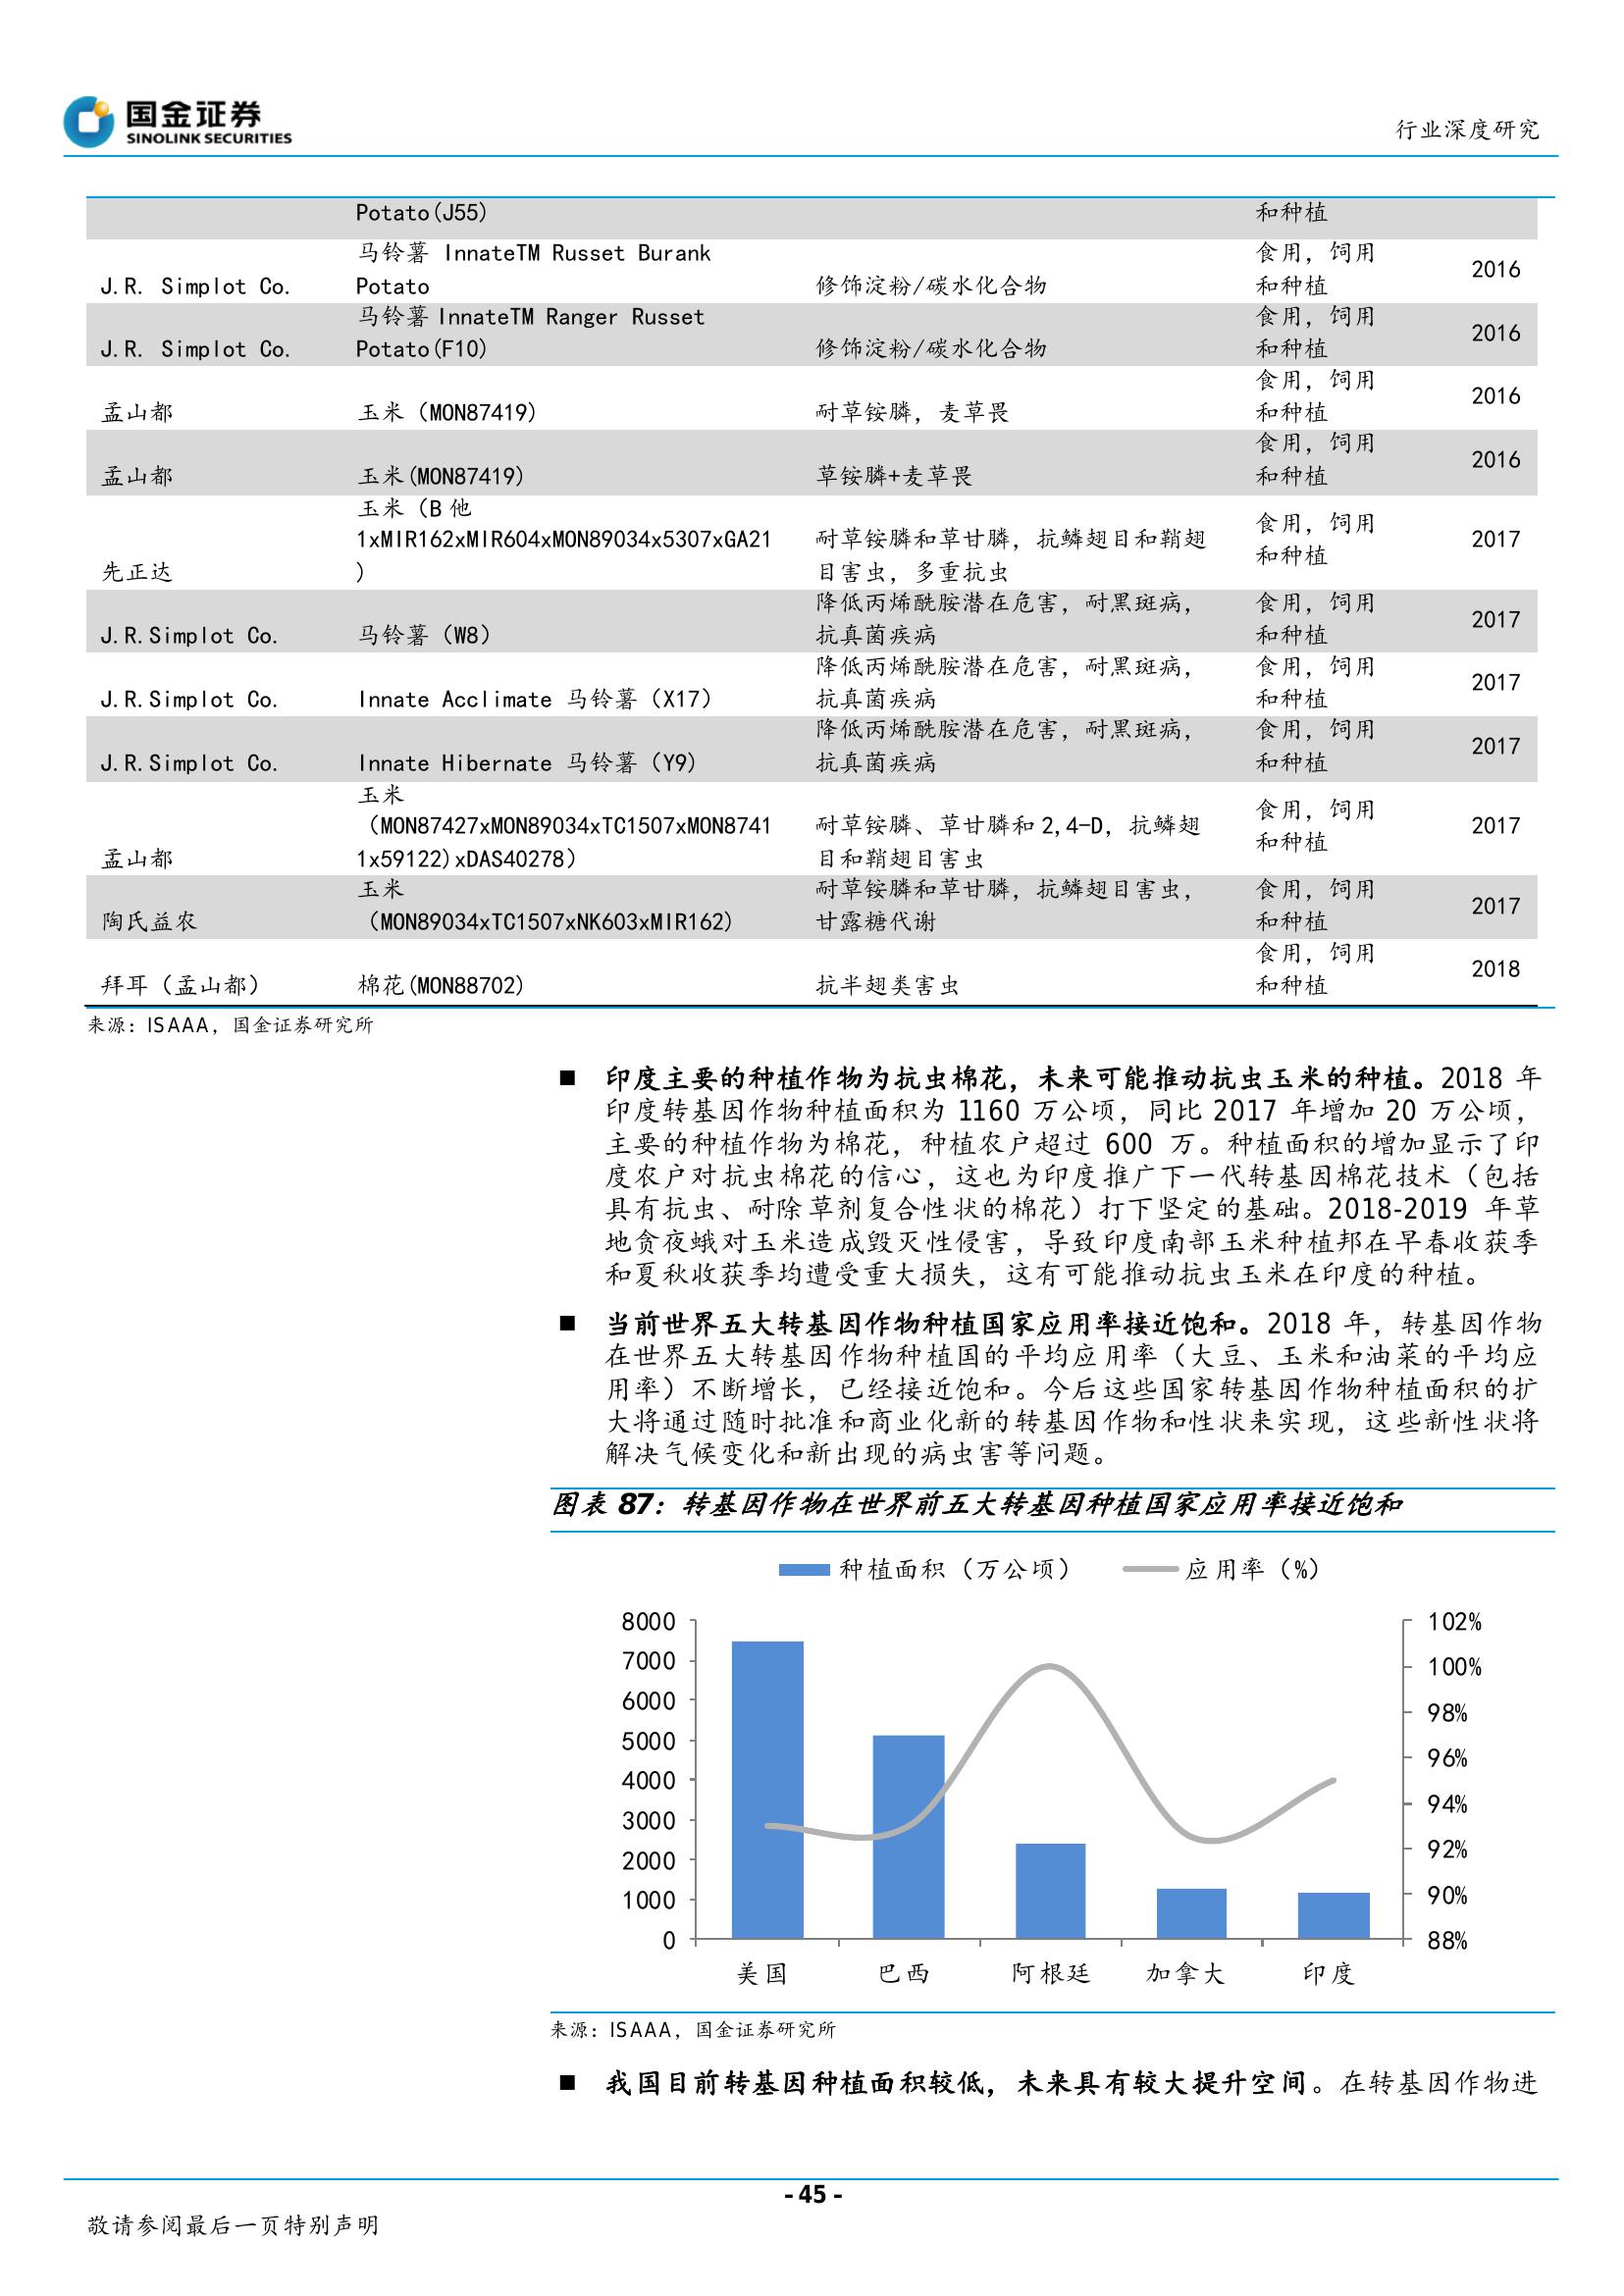 国金证券
SINOLINK SECURITIES
行业深度研究
Potato(J55) 和种植
马铃薯 InnateTM Russet Burank 食用，饲用
J.R. Simplot Co. Potato 修饰淀粉/碳水化合物 和种植 2016
马铃薯 InnateTM Ranger Russet 食用，饲用
J.R. Simplot Co. Potato(F10) 修饰淀粉/碳水化合物 和种植 2016
食用，饲用
孟山都 玉米（MON87419) 耐草铵膦，麦草畏 和种植 2016
食用，饲用
孟山都 玉米(MON87419) 草铵膦+麦草畏 和种植 2016
玉米（B 他
1xMIR162xMIR604xMON89034x5307xGA21 耐草铵膦和草甘膦，抗鳞翅目和鞘翅 食用，饲用 2017
先正达 ) 目害虫，多重抗虫 和种植
降低丙烯酰胺潜在危害，耐黑斑病， 食用，饲用
J.R.Simplot Co. 马铃薯（W8） 抗真菌疾病 和种植 2017
降低丙烯酰胺潜在危害，耐黑斑病， 食用，饲用
J.R.Simplot Co. Innate Acclimate 马铃薯（X17） 抗真菌疾病 和种植 2017
降低丙烯酰胺潜在危害，耐黑斑病， 食用，饲用
J.R.Simplot Co. Innate Hibernate 马铃薯（Y9） 抗真菌疾病 和种植 2017
玉米
（MON87427xMON89034xTC1507xMON8741 耐草铵膦、草甘膦和 2,4-D，抗鳞翅 食用，饲用 2017
孟山都 1x59122)xDAS40278） 目和鞘翅目害虫 和种植
玉米 耐草铵膦和草甘膦，抗鳞翅目害虫， 食用，饲用
陶氏益农 （MON89034xTC1507xNK603xMIR162) 甘露糖代谢 和种植 2017
食用，饲用
拜耳（孟山都） 棉花(MON88702) 抗半翅类害虫 和种植 2018
来源：ISAAA，国金证券研究所
■ 印度主要的种植作物为抗虫棉花，未来可能推动抗虫玉米的种植。2018 年
印度转基因作物种植面积为 1160 万公顷，同比 2017 年增加 20 万公顷，
主要的种植作物为棉花，种植农户超过 600 万。种植面积的增加显示了印
度农户对抗虫棉花的信心，这也为印度推广下一代转基因棉花技术（包括
具有抗虫、耐除草剂复合性状的棉花）打下坚定的基础。2018-2019 年草
地贪夜蛾对玉米造成毁灭性侵害，导致印度南部玉米种植邦在早春收获季
和夏秋收获季均遭受重大损失，这有可能推动抗虫玉米在印度的种植。
■ 当前世界五大转基因作物种植国家应用率接近饱和。2018 年，转基因作物
在世界五大转基因作物种植国的平均应用率（大豆、玉米和油菜的平均应
用率）不断增长，已经接近饱和。今后这些国家转基因作物种植面积的扩
大将通过随时批准和商业化新的转基因作物和性状来实现，这些新性状将
解决气候变化和新出现的病虫害等问题。
图表 87：转基因作物在世界前五大转基因种植国家应用率接近饱和
种植面积（万公顷） 应用率（%）
8000 102%
7000 100%
6000 98%
5000 96%
4000 94%
3000 92%
2000 90%
1000 88%
0
美国 巴西 阿根廷 加拿大 印度
来源：ISAAA，国金证券研究所
■ 我国目前转基因种植面积较低，未来具有较大提升空间。在转基因作物进
- 45 -
敬请参阅最后一页特别声明